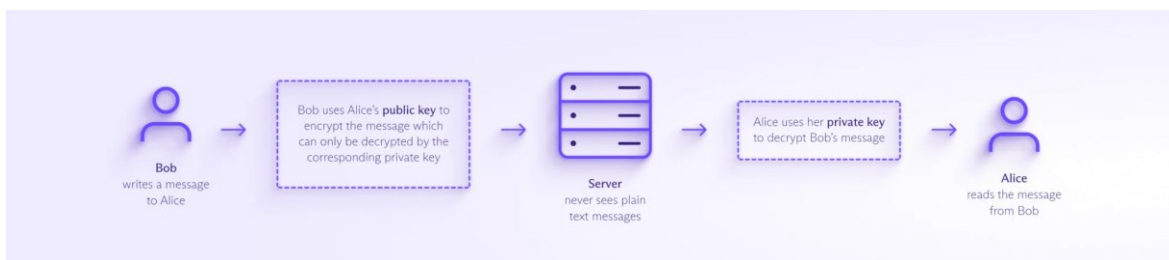 Bob
writes a message
to Alice
Bob uses Alice's public key to
encrypt the message which
can only be decrypted by the
corresponding private key
Server
never sees plain
text messages
Alice uses her private key
to decrypt Bob's message
Alice
reads the message
from Bob